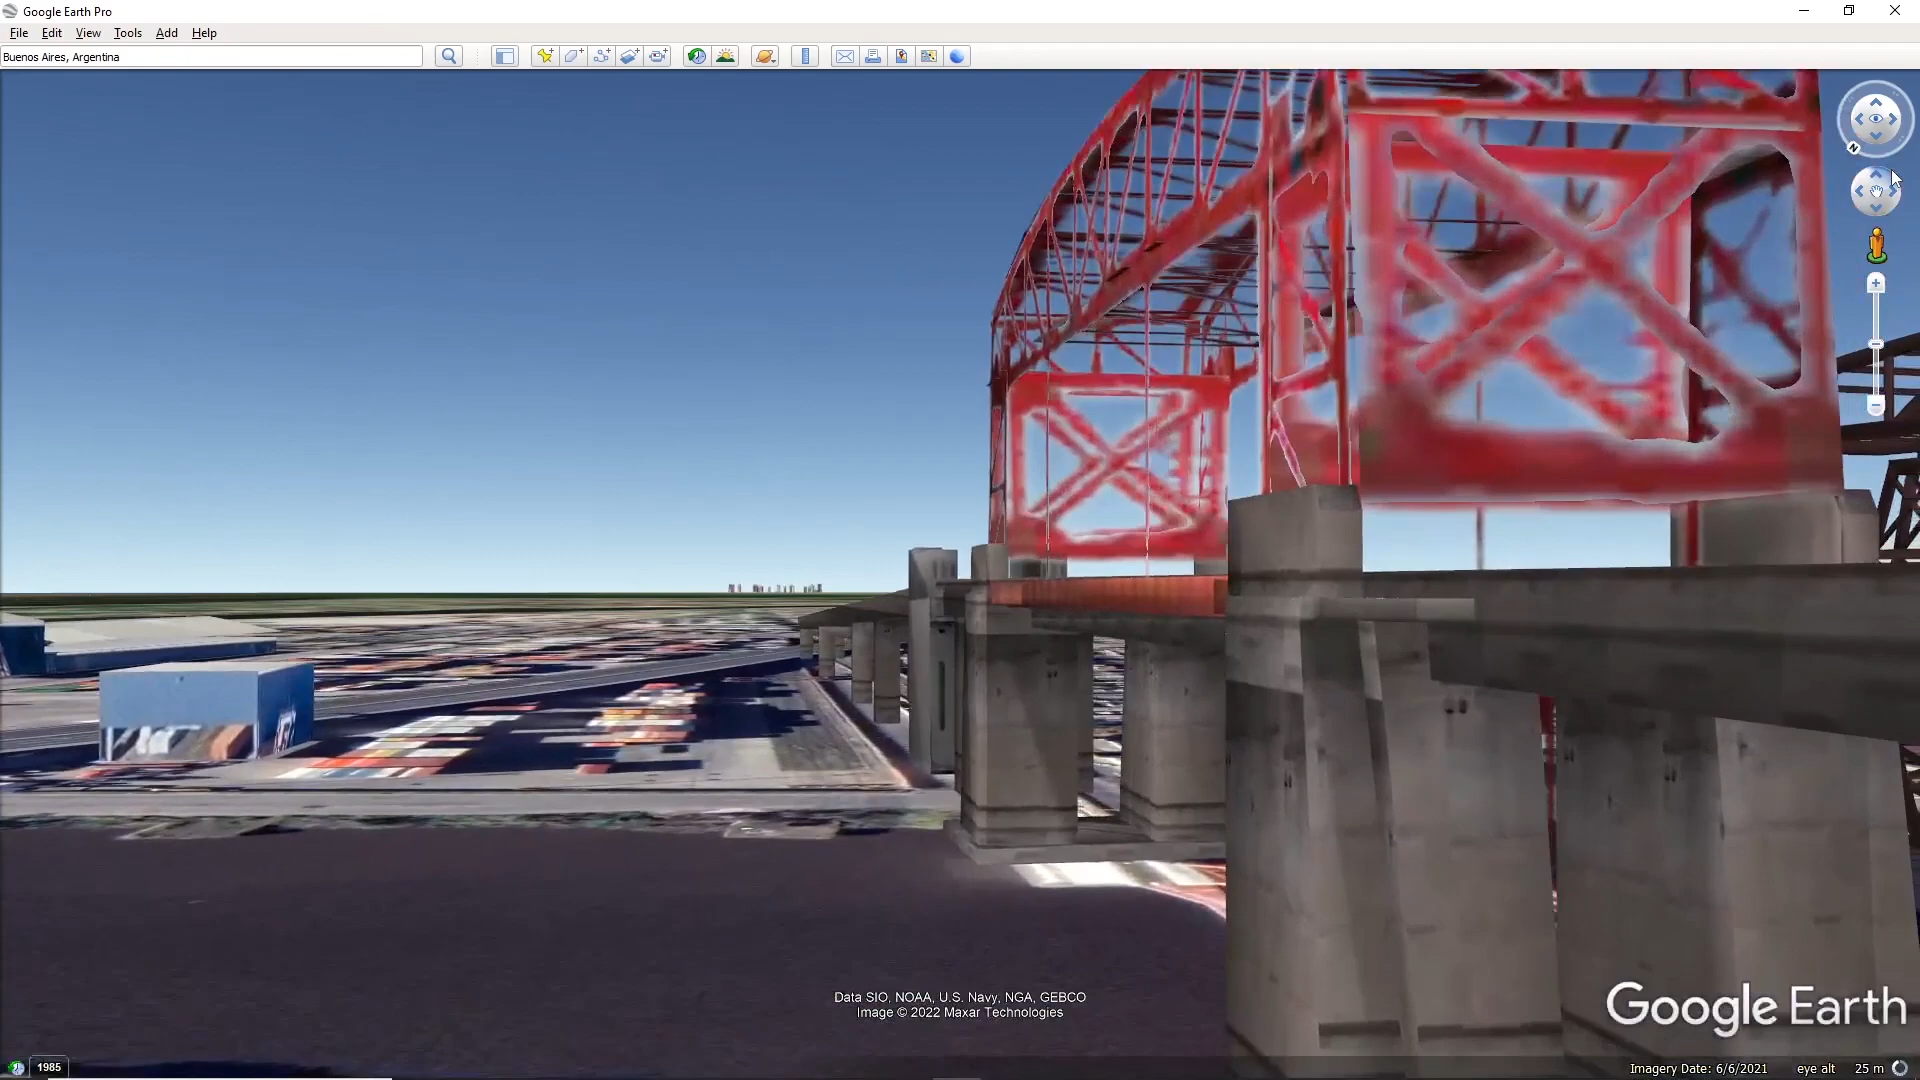 Google Earth Pro
File Edit View Tools Add Help
Buenos Aires, Argentina
N
Data SIO, NOAA, U.S. Navy, NGA, GEBCO
Image © 2022 Maxar Technologies
Google Earth
1985
Imagery Date: 6/6/2021 eye alt 25 m